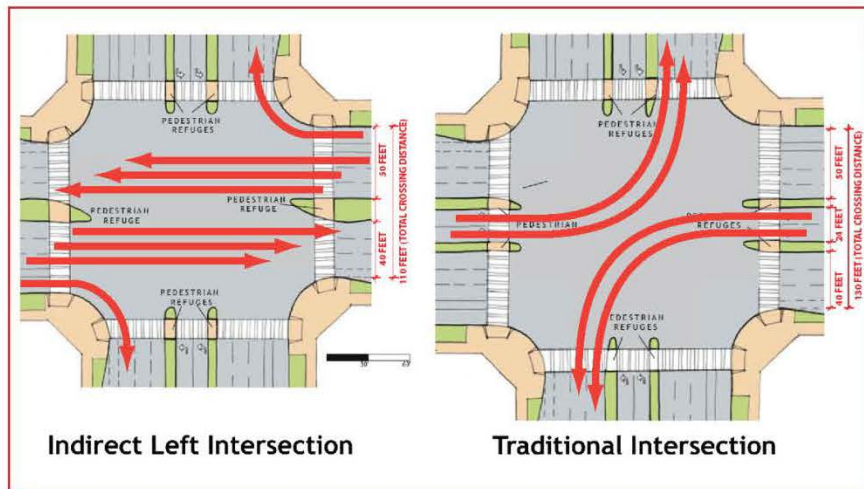 PEDESTRIAN
REFUGES
PEDESTRIAN
REFUGE
PEDESTRIAN
REFUGE
PEDESTRIAN
REFUGES
50 FEET
40 FEET
110 FEET (TOTAL CROSSING DISTANCE)
Indirect Left Intersection
PEDESTRIAN
REFUGES
PEDESTRIAN
REFUGES
PEDESTRIAN
REFUGES
50 FEET
24 FEET
40 FEET
130 FEET (TOTAL CROSSING DISTANCE)
Traditional Intersection